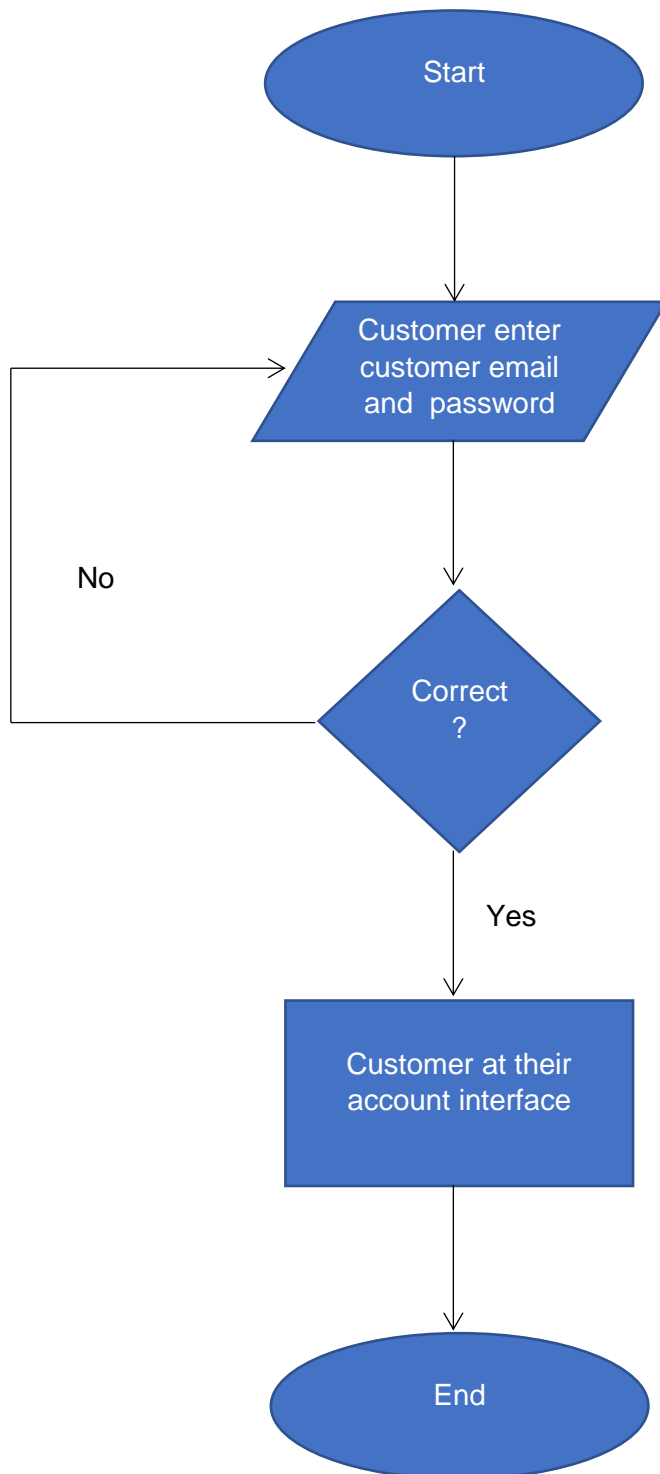 Start
Customer enter
customer email
and  password
No
Correct
?
Yes
Customer at their
account interface
End